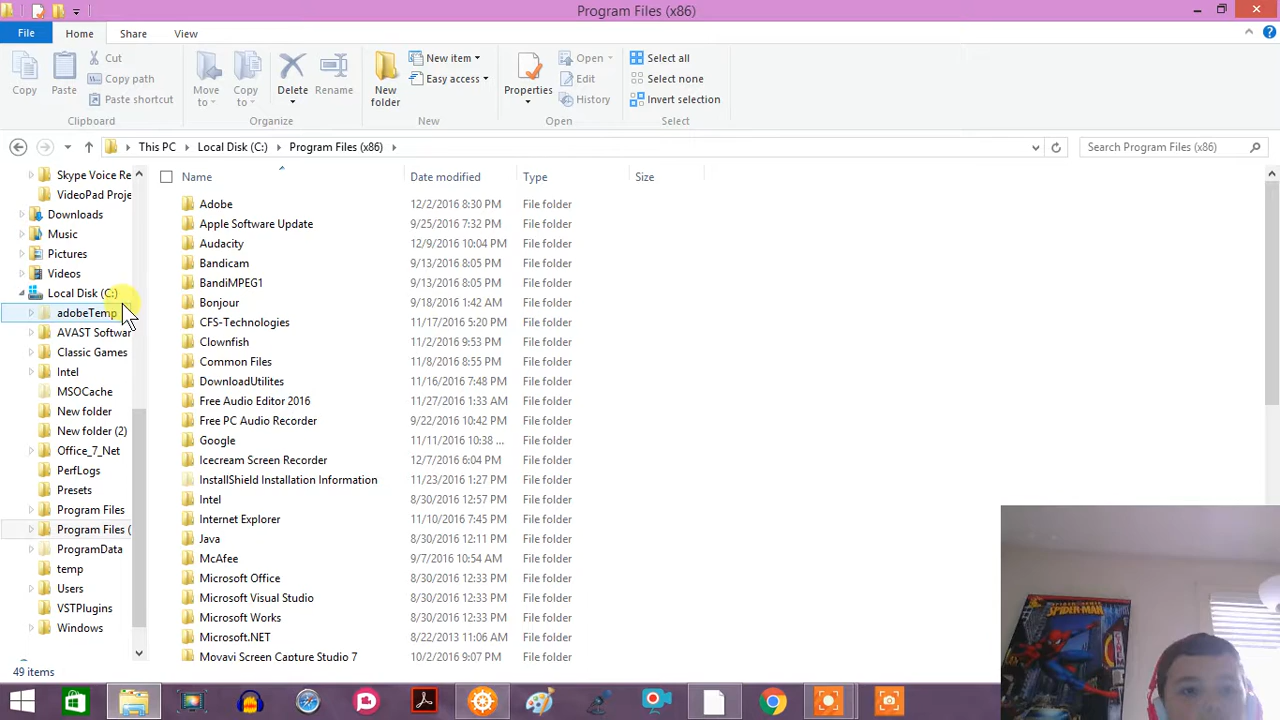 Program Files (x86)
File Home Share View
Copy Paste Cut Copy path Paste shortcut Move to Copy to Delete Rename New folder New item Easy access Properties Open Edit History Select all Select none Invert selection
Clipboard Organize New Open Select
This PC Local Disk (C:) Program Files (x86) Search Program Files (x86)
Skype Voice Re
VideoPad Proje
Downloads
Music
Pictures
Videos
Local Disk (C:)
adobeTemp
AVAST Softwar
Classic Games
Intel
MSOCache
New folder
New folder (2)
Office_7_Net
PerfLogs
Presets
Program Files
Program Files (
ProgramData
temp
Users
VSTPlugins
Windows
Name Date modified Type Size
Adobe 12/2/2016 8:30 PM File folder
Apple Software Update 9/25/2016 7:32 PM File folder
Audacity 12/9/2016 10:04 PM File folder
Bandicam 9/13/2016 8:05 PM File folder
BandiMPEG1 9/13/2016 8:05 PM File folder
Bonjour 9/18/2016 1:42 AM File folder
CFS-Technologies 11/17/2016 5:20 PM File folder
Clownfish 11/2/2016 9:53 PM File folder
Common Files 11/8/2016 8:55 PM File folder
DownloadUtilites 11/16/2016 7:48 PM File folder
Free Audio Editor 2016 11/27/2016 1:33 AM File folder
Free PC Audio Recorder 9/22/2016 10:42 PM File folder
Google 11/11/2016 10:38 ... File folder
Icecream Screen Recorder 12/7/2016 6:04 PM File folder
InstallShield Installation Information 11/23/2016 1:27 PM File folder
Intel 8/30/2016 12:57 PM File folder
Internet Explorer 11/10/2016 7:45 PM File folder
Java 8/30/2016 12:11 PM File folder
McAfee 9/7/2016 10:54 AM File folder
Microsoft Office 8/30/2016 12:33 PM File folder
Microsoft Visual Studio 8/30/2016 12:33 PM File folder
Microsoft Works 8/30/2016 12:33 PM File folder
Microsoft.NET 8/22/2013 11:06 AM File folder
Movavi Screen Capture Studio 7 10/2/2016 9:07 PM File folder
49 items
SPIDER-MAN